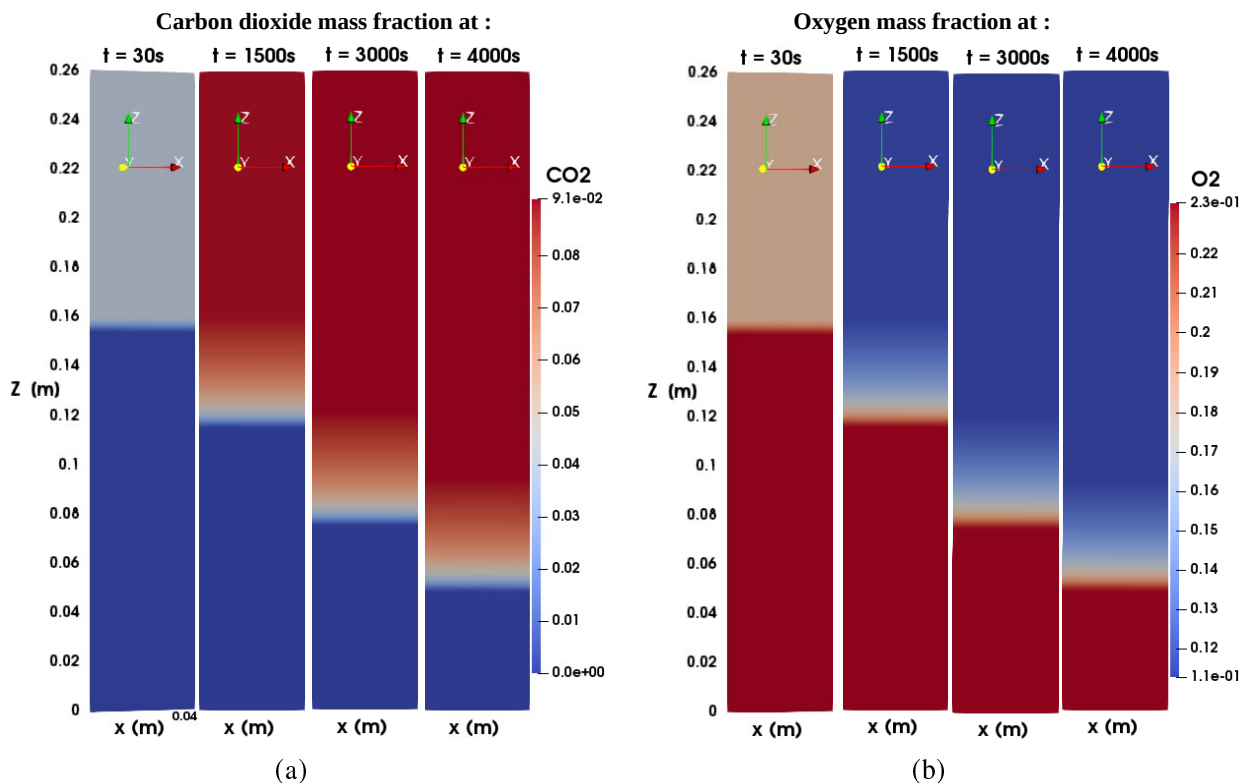 Carbon dioxide mass fraction at :
t = 30s t = 1500s t = 3000s t = 4000s
0.26
0.24
0.22
0.2
0.18
0.16
0.14
Z (m)
0.12
0.1
0.08
0.06
0.04
0.02
0
Z Z Z Z
Y X Y X Y X Y X
CO2
9.1e-02
0.08
0.07
0.06
0.05
0.04
0.03
0.02
0.01
0.0e+00
0.04
x (m) x (m) x (m) x (m)
(a)
Oxygen mass fraction at :
t = 30s t = 1500s t = 3000s t = 4000s
0.26
0.24
0.22
0.2
0.18
0.16
0.14
Z (m)
0.12
0.1
0.08
0.06
0.04
0.02
0
Z Z Z Z
Y X Y X Y X Y X
O2
2.3e-01
0.22
0.21
0.2
0.19
0.18
0.17
0.16
0.15
0.14
0.13
0.12
1.1e-01
x (m) x (m) x (m) x (m)
(b)